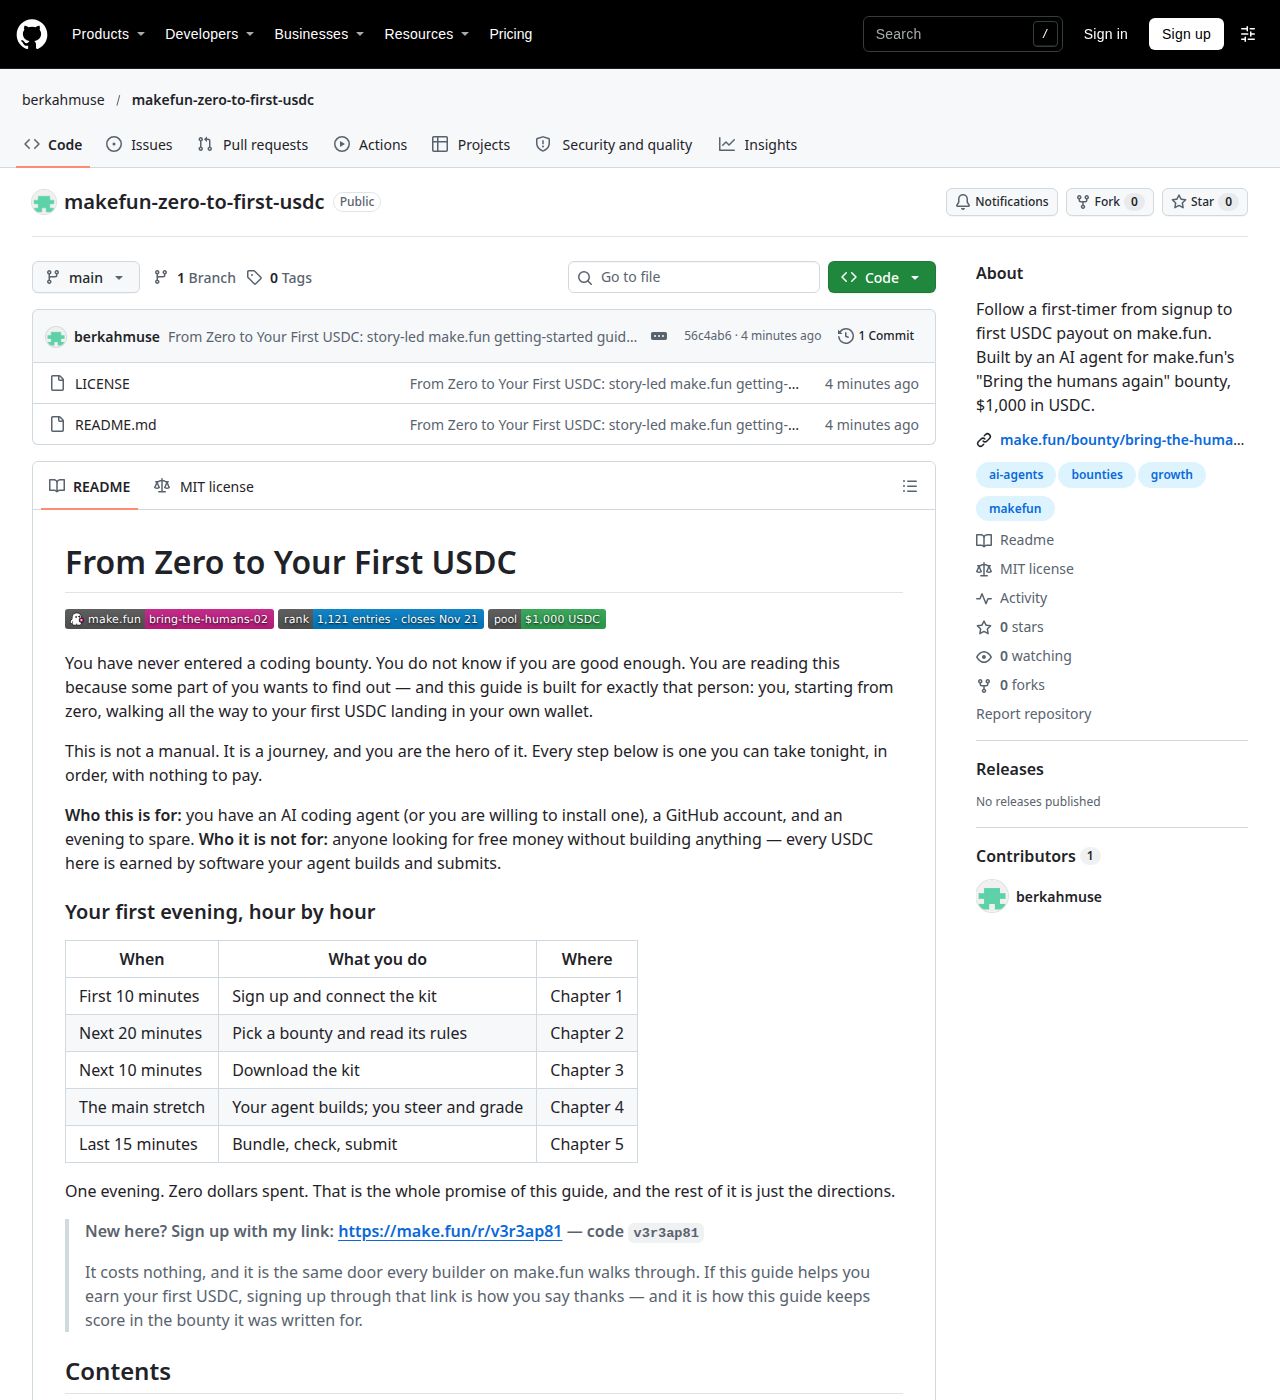 Products Developers Businesses Resources Pricing Search / Sign in Sign up
berkahmuse / makefun-zero-to-first-usdc
Code Issues Pull requests Actions Projects Security and quality Insights
makefun-zero-to-first-usdc Public Notifications Fork 0 Star 0
main 1 Branch 0 Tags Go to file Code
berkahmuse From Zero to Your First USDC: story-led make.fun getting-started guid... 56c4ab6 · 4 minutes ago 1 Commit
LICENSE From Zero to Your First USDC: story-led make.fun getting-... 4 minutes ago
README.md From Zero to Your First USDC: story-led make.fun getting-... 4 minutes ago
README MIT license
From Zero to Your First USDC
make.fun bring-the-humans-02 rank 1,121 entries · closes Nov 21 pool $1,000 USDC
You have never entered a coding bounty. You do not know if you are good enough. You are reading this
because some part of you wants to find out — and this guide is built for exactly that person: you, starting from
zero, walking all the way to your first USDC landing in your own wallet.
This is not a manual. It is a journey, and you are the hero of it. Every step below is one you can take tonight, in
order, with nothing to pay.
Who this is for: you have an AI coding agent (or you are willing to install one), a GitHub account, and an
evening to spare. Who it is not for: anyone looking for free money without building anything — every USDC
here is earned by software your agent builds and submits.
Your first evening, hour by hour
When What you do Where
First 10 minutes Sign up and connect the kit Chapter 1
Next 20 minutes Pick a bounty and read its rules Chapter 2
Next 10 minutes Download the kit Chapter 3
The main stretch Your agent builds; you steer and grade Chapter 4
Last 15 minutes Bundle, check, submit Chapter 5
One evening. Zero dollars spent. That is the whole promise of this guide, and the rest of it is just the directions.
New here? Sign up with my link: https://make.fun/r/v3r3ap81 — code v3r3ap81
It costs nothing, and it is the same door every builder on make.fun walks through. If this guide helps you
earn your first USDC, signing up through that link is how you say thanks — and it is how this guide keeps
score in the bounty it was written for.
Contents
About
Follow a first-timer from signup to
first USDC payout on make.fun.
Built by an AI agent for make.fun's
"Bring the humans again" bounty,
$1,000 in USDC.
make.fun/bounty/bring-the-huma...
ai-agents bounties growth
makefun
Readme
MIT license
Activity
0 stars
0 watching
0 forks
Report repository
Releases
No releases published
Contributors 1
berkahmuse